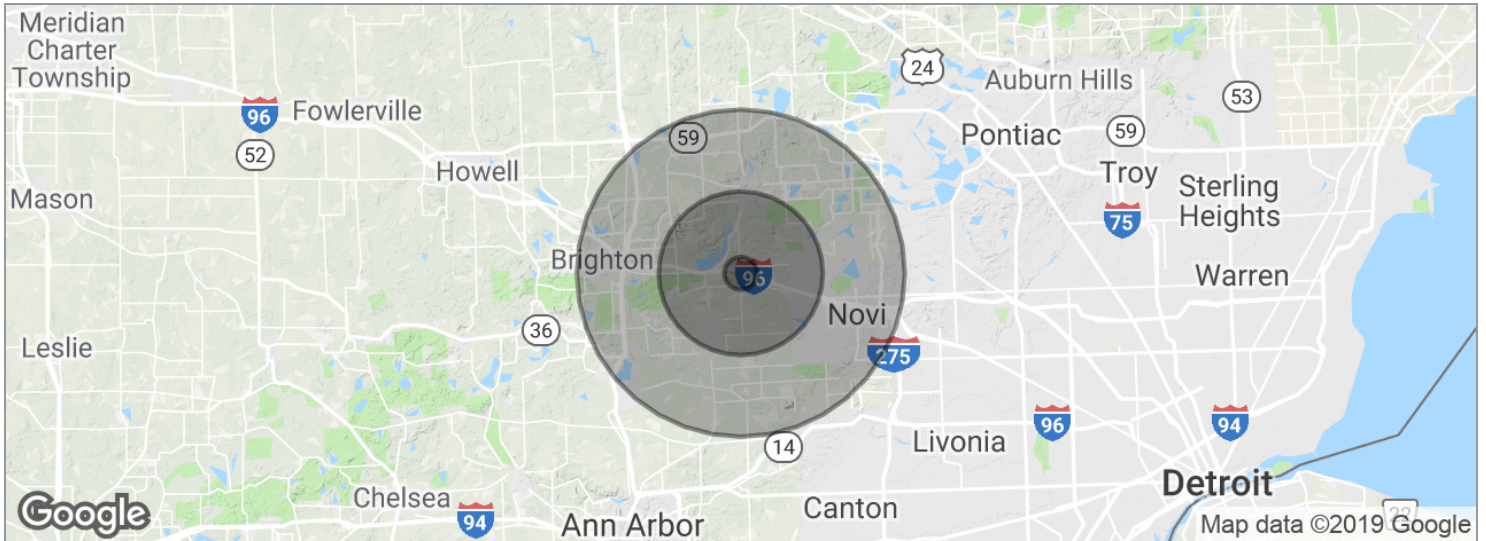 Meridian
Charter
Township
24
Auburn Hills
53
96
Fowlerville
59
Pontiac
59
52
Howell
Troy
Mason
Sterling
Heights
75
Brighton
96
Warren
Novi
36
Leslie
275
96
94
Livonia
14
Detroit
Chelsea
Canton
Google
94
Ann Arbor
22
Map data ©2019 Google